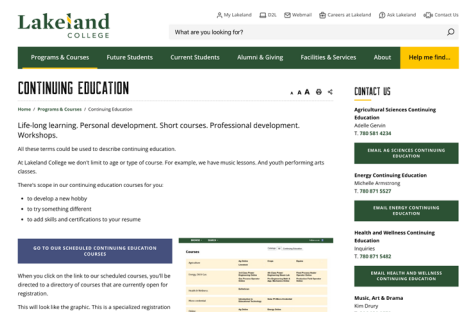 Lakeland
COLLEGE
My Lakeland
D2L
Webmail
Careers at Lakeland
Ask Lakeland
Contact Us
What are you looking for?
Programs & Courses
Future Students
Current Students
Alumni & Giving
Facilities & Services
About
Help me find...
CONTINUING EDUCATION
A A A
Home / Programs & Courses / Continuing Education
Life-long learning. Personal development. Short courses. Professional development.
Workshops.
All these terms could be used to describe continuing education.
At Lakeland College we don't limit to age or type of course. For example, we have music lessons. And youth performing arts
classes.
There's scope in our continuing education courses for you:
to develop a new hobby
to try something different
to add skills and certifications to your resume
GO TO OUR SCHEDULED CONTINUING EDUCATION
COURSES
When you click on the link to our scheduled courses, you'll be
directed to a directory of courses that are currently open for
registration.
This will look like the graphic. This is a specialized registration
Courses
CONTACT US
Agricultural Sciences Continuing
Education
Adelle Gervin
T. 780 581 4234
EMAIL AG SCIENCES CONTINUING
EDUCATION
Energy Continuing Education
Michelle Armstrong
T. 780 871 5527
EMAIL ENERGY CONTINUING
EDUCATION
Health and Wellness Continuing
Education
Inquiries
T. 780 871 5482
EMAIL HEALTH AND WELLNESS
CONTINUING EDUCATION
Music, Art & Drama
Kim Drury